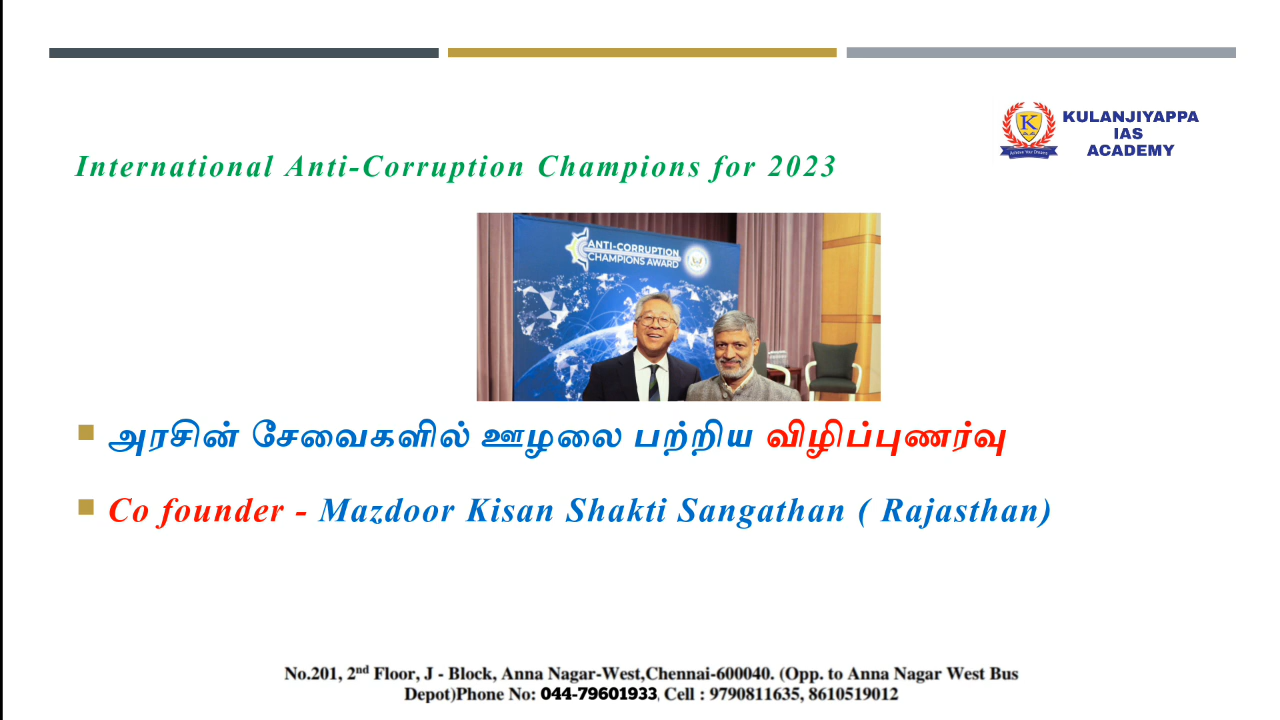 KULANJIYAPPA
IAS
ACADEMY
International Anti-Corruption Champions for 2023
ANTI-CORRUPTION
CHAMPIONS AWARD
அரசின் சேவைகளில் ஊழலை பற்றிய விழிப்புணர்வு
Co founder - Mazdoor Kisan Shakti Sangathan ( Rajasthan)
No.201, 2nd Floor, J - Block, Anna Nagar-West,Chennai-600040. (Opp. to Anna Nagar West Bus
Depot)Phone No: 044-79601933, Cell : 9790811635, 8610519012